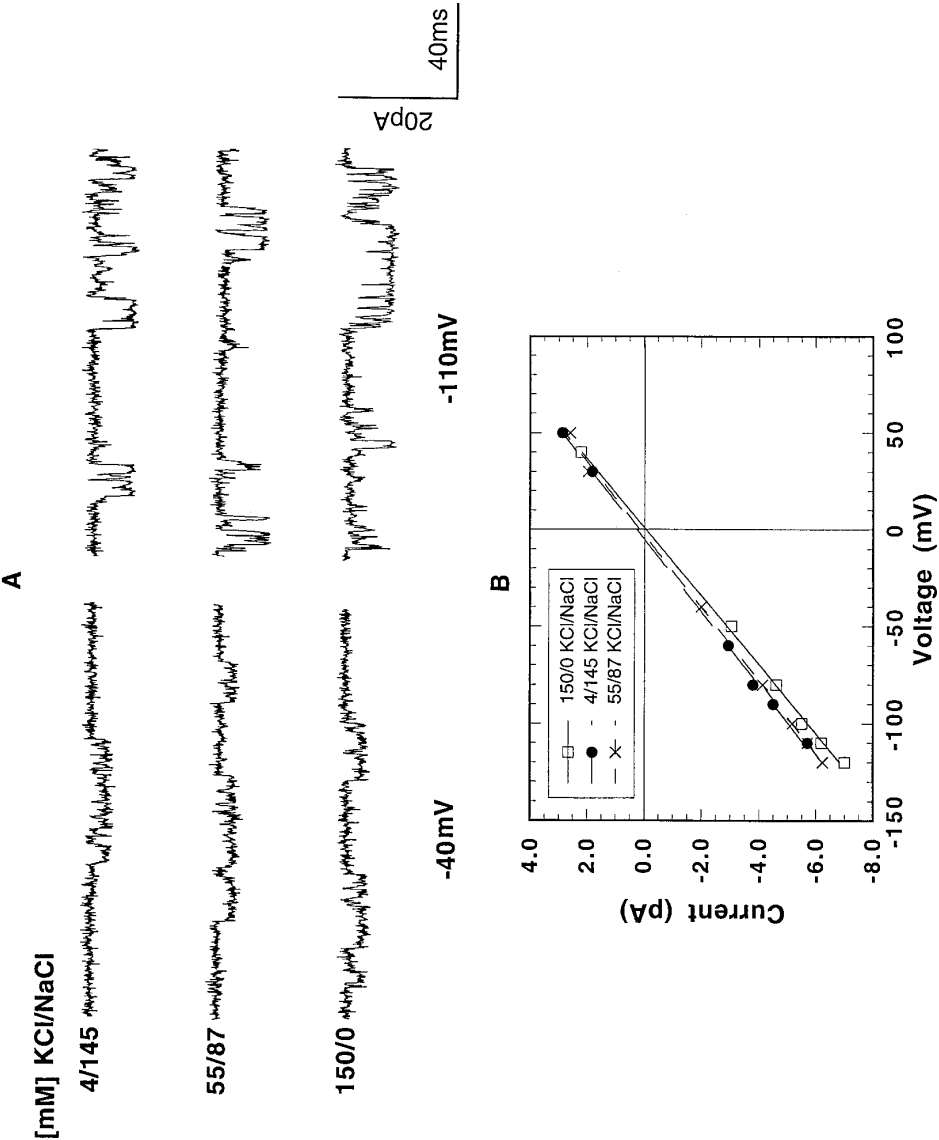 A
[mM] KCl/NaCl
4/145
55/87
150/0
-40mV
-110mV
20pA
40ms
B
150/0 KCl/NaCl
4/145 KCl/NaCl
55/87 KCl/NaCl
Current (pA)
4.0
2.0
0.0
-2.0
-4.0
-6.0
-8.0
-150
-100
-50
0
50
100
Voltage (mV)